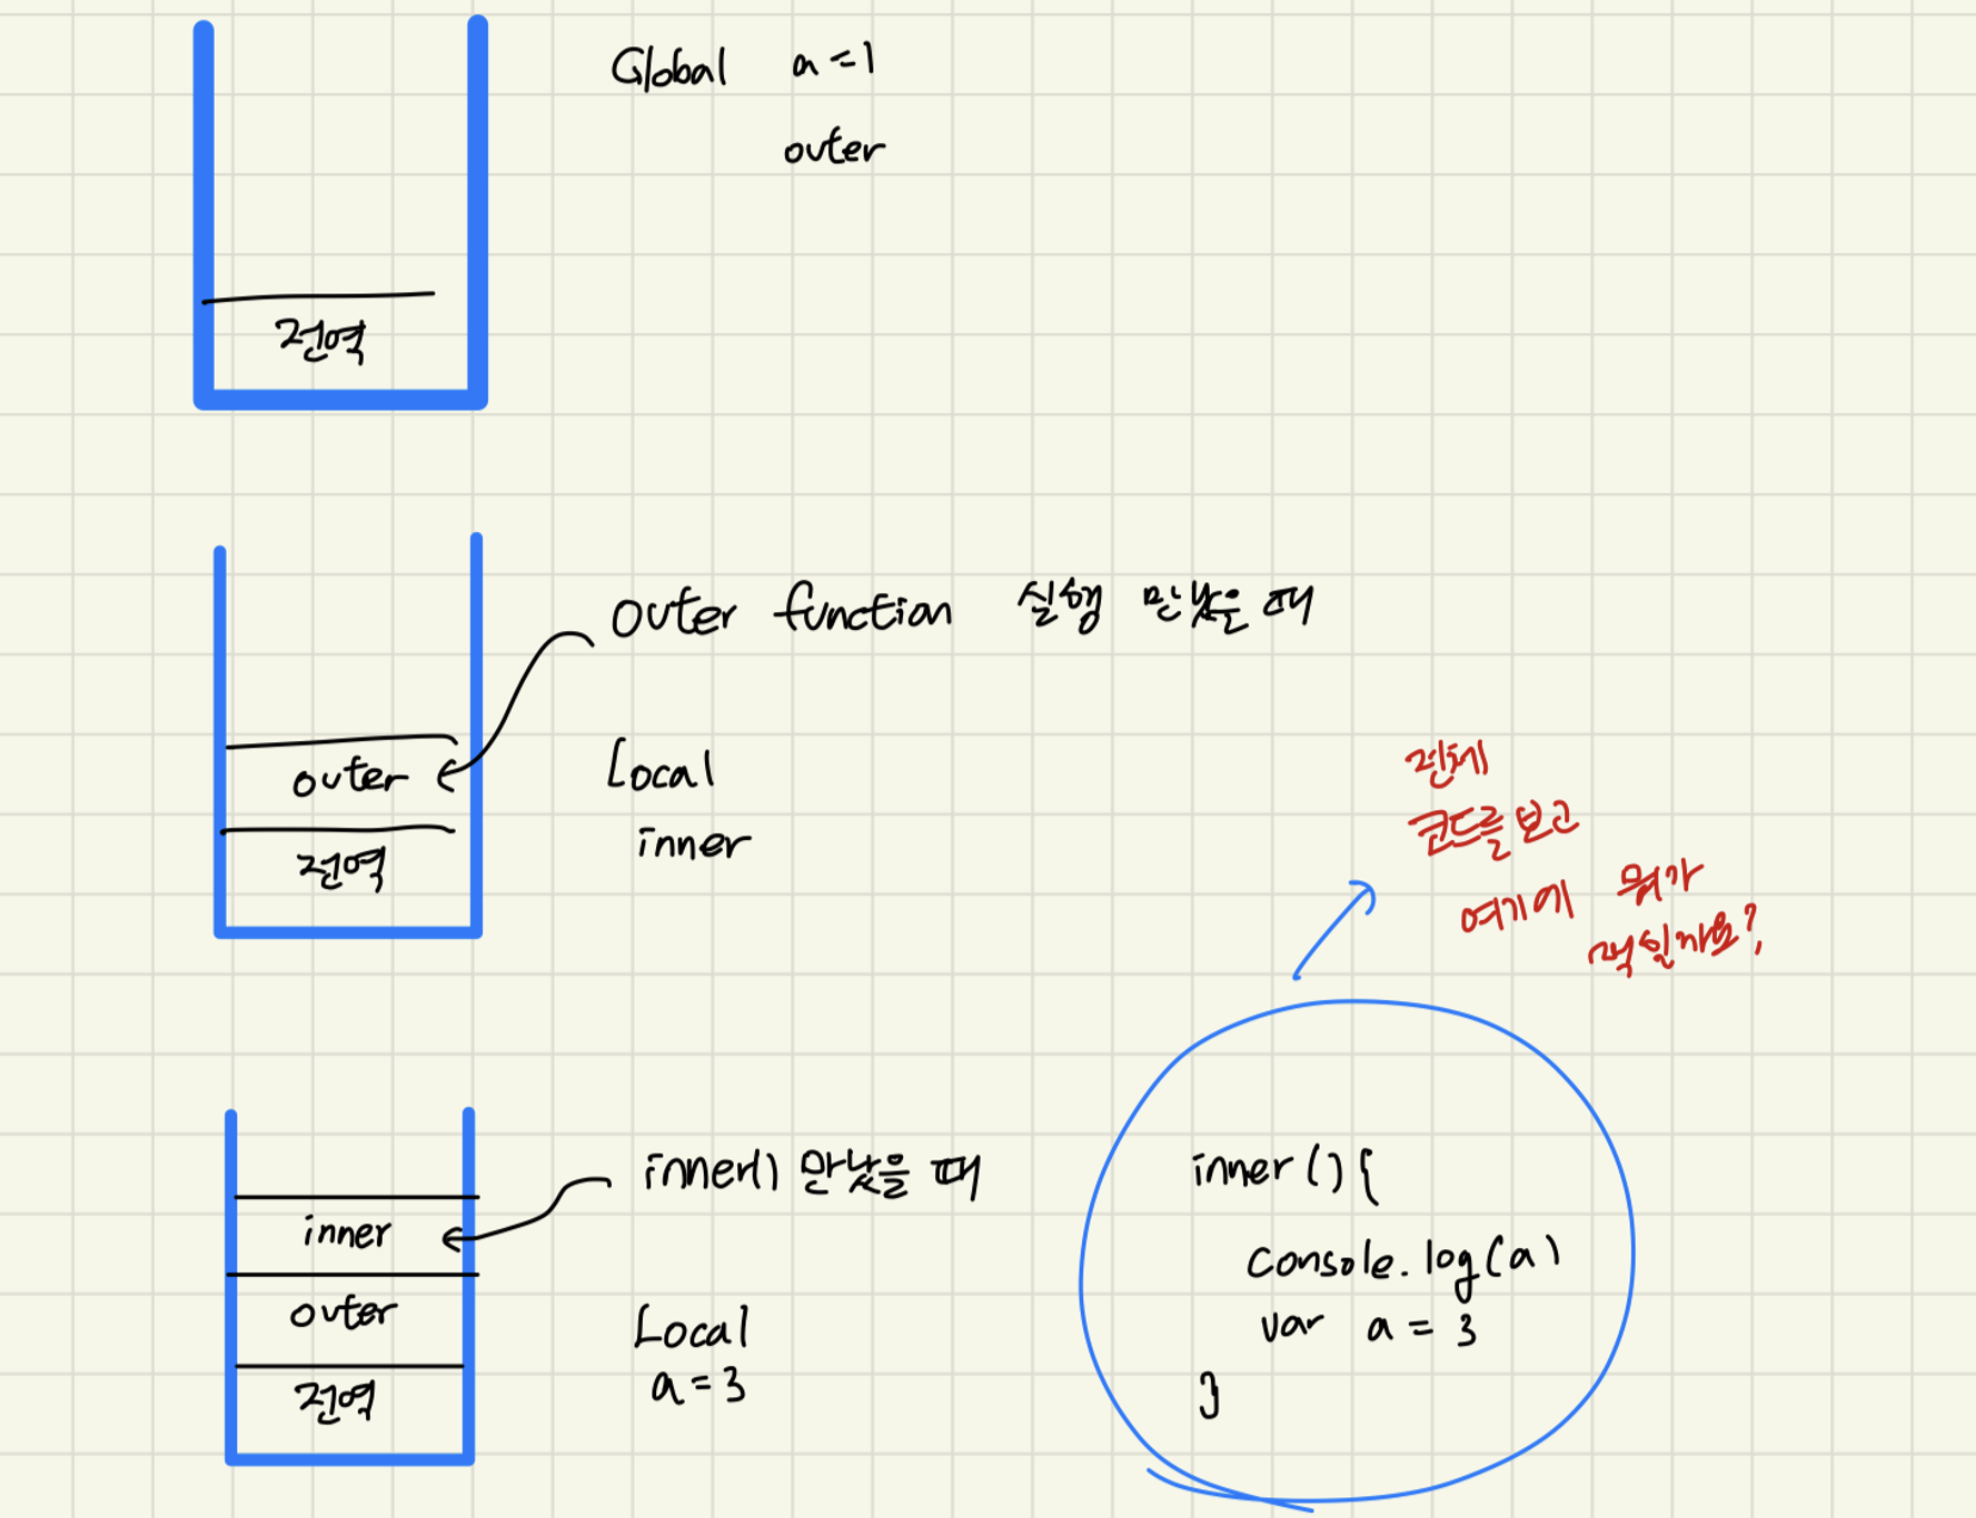 Global a = 1
outer
전역
outer function 실행 만났을 때
outer
전역
Local
inner
전체
코드를 보고
여기에 뭐가
찍힐까요?
inner() 만났을 때
inner
outer
전역
Local
a = 3
inner () {
console.log(a)
var a = 3
}